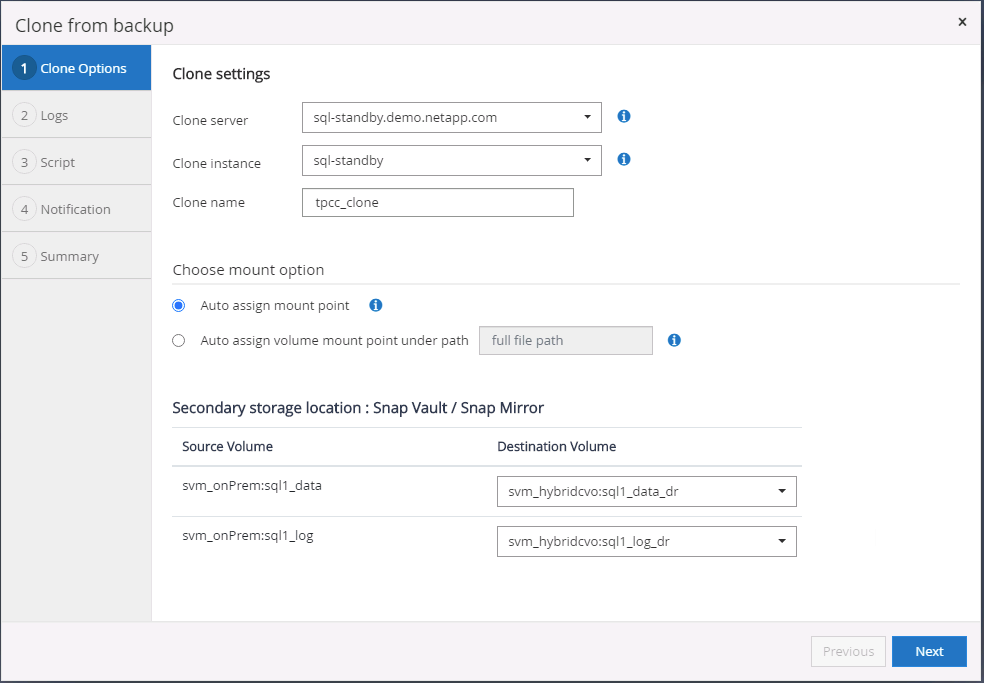 Clone from backup
×
1 Clone Options
2 Logs
3 Script
4 Notification
5 Summary
Clone settings
Clone server sql-standby.demo.netapp.com i
Clone instance sql-standby i
Clone name tpcc_clone
Choose mount option
Auto assign mount point i
Auto assign volume mount point under path full file path i
Secondary storage location : Snap Vault / Snap Mirror
Source Volume Destination Volume
svm_onPrem:sql1_data svm_hybridcvo:sql1_data_dr
svm_onPrem:sql1_log svm_hybridcvo:sql1_log_dr
Previous Next